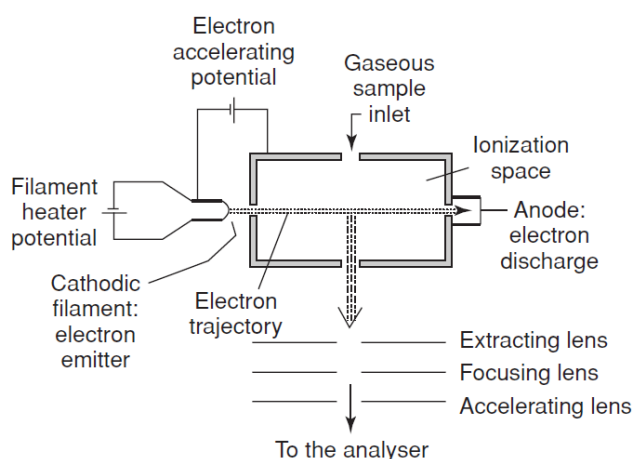 Electron
accelerating
potential
Gaseous
sample
inlet
Ionization
space
Filament
heater
potential
Anode:
electron
discharge
Cathodic
filament:
electron
emitter
Electron
trajectory
Extracting lens
Focusing lens
Accelerating lens
To the analyser